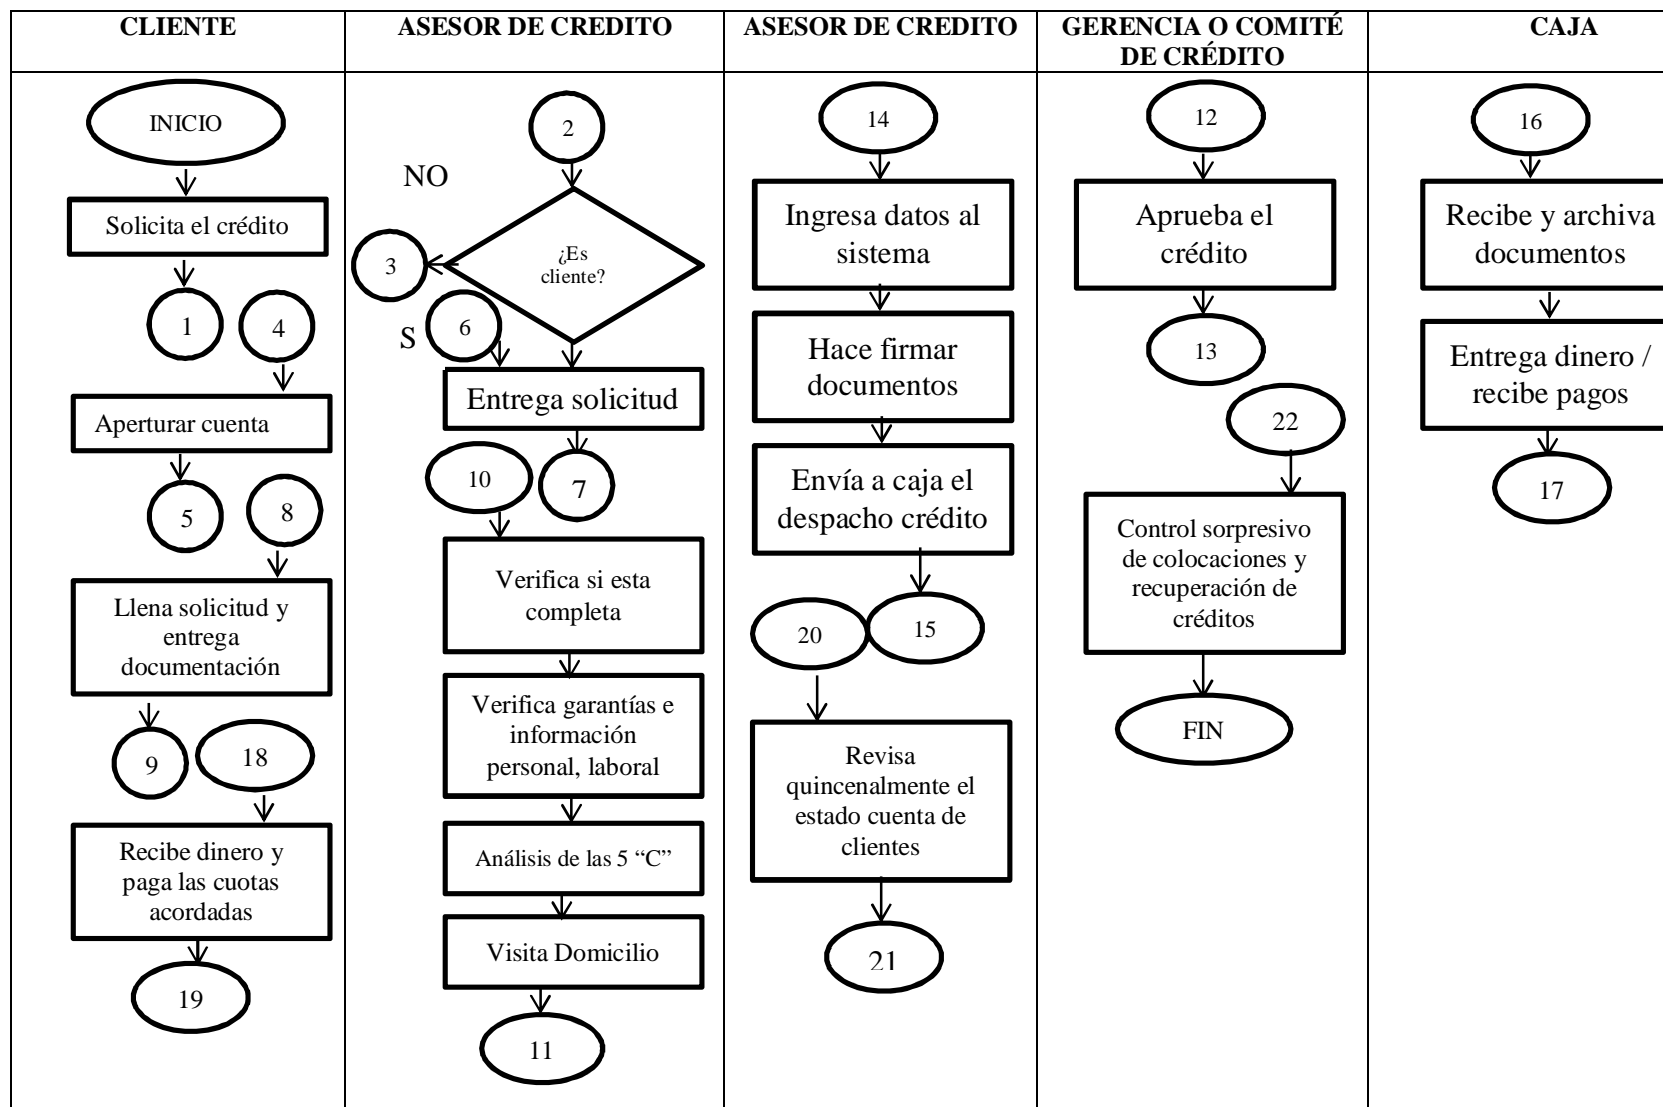 CLIENTE
ASESOR DE CREDITO
ASESOR DE CREDITO
GERENCIA O COMITÉ
DE CRÉDITO
CAJA
INICIO
Solicita el crédito
1
4
Aperturar cuenta
5
8
Llena solicitud y
entrega
documentación
9
18
Recibe dinero y
paga las cuotas
acordadas
19
2
NO
¿Es
cliente?
3
S
6
Entrega solicitud
10
7
Verifica si esta
completa
Verifica garantías e
información
personal, laboral
Análisis de las 5 “C”
Visita Domicilio
11
14
Ingresa datos al
sistema
Hace firmar
documentos
Envía a caja el
despacho crédito
20
15
Revisa
quincenalmente el
estado cuenta de
clientes
21
12
Aprueba el
crédito
13
22
Control sorpresivo
de colocaciones y
recuperación de
créditos
FIN
16
Recibe y archiva
documentos
Entrega dinero /
recibe pagos
17